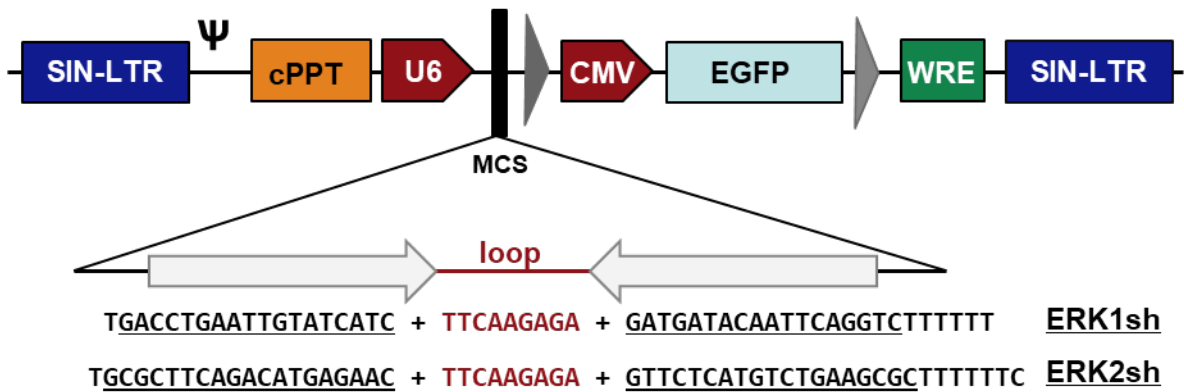 Ψ
SIN-LTR cPPT U6 CMV EGFP WRE SIN-LTR
MCS
loop
TGACCTGAATTGTATCATC + TTCAAGAGA + GATGATACAATTCAGGTCTTTTTT ERK1sh
TGCGCTTCAGACATGAGAAC + TTCAAGAGA + GTTCTCATGTCTGAAGCGCTTTTTTC ERK2sh